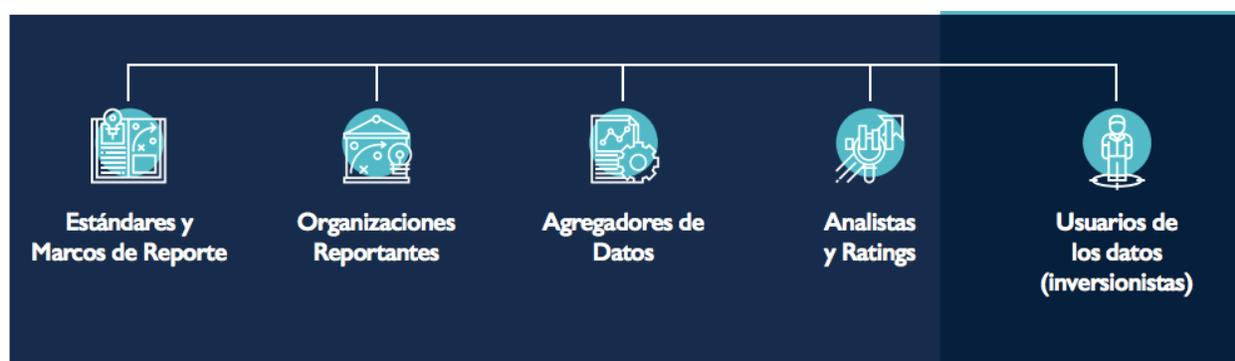 Estándares y
Marcos de Reporte
Organizaciones
Reportantes
Agregadores de
Datos
Analistas
y Ratings
Usuarios de
los datos
(inversionistas)